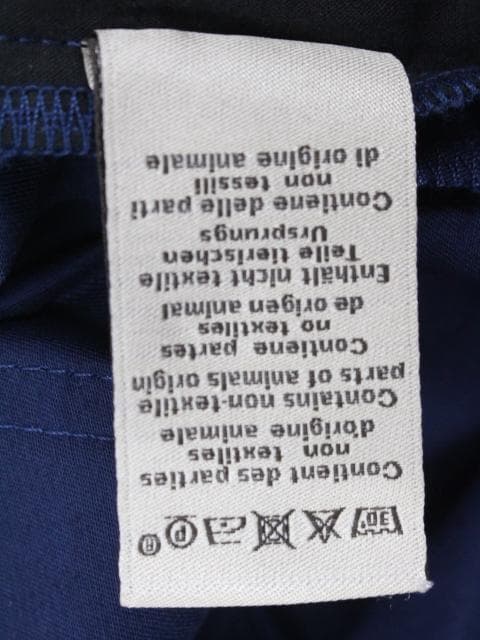 30°
P
®
Contient des parties
non textiles
d'origine animale
Contains non-textile
parts of animals origin
Contiene partes
no textiles
de origen animal
Enthält nicht textile
Teile tierischen
Ursprungs
Contiene delle parti
non tessili
di origine animale